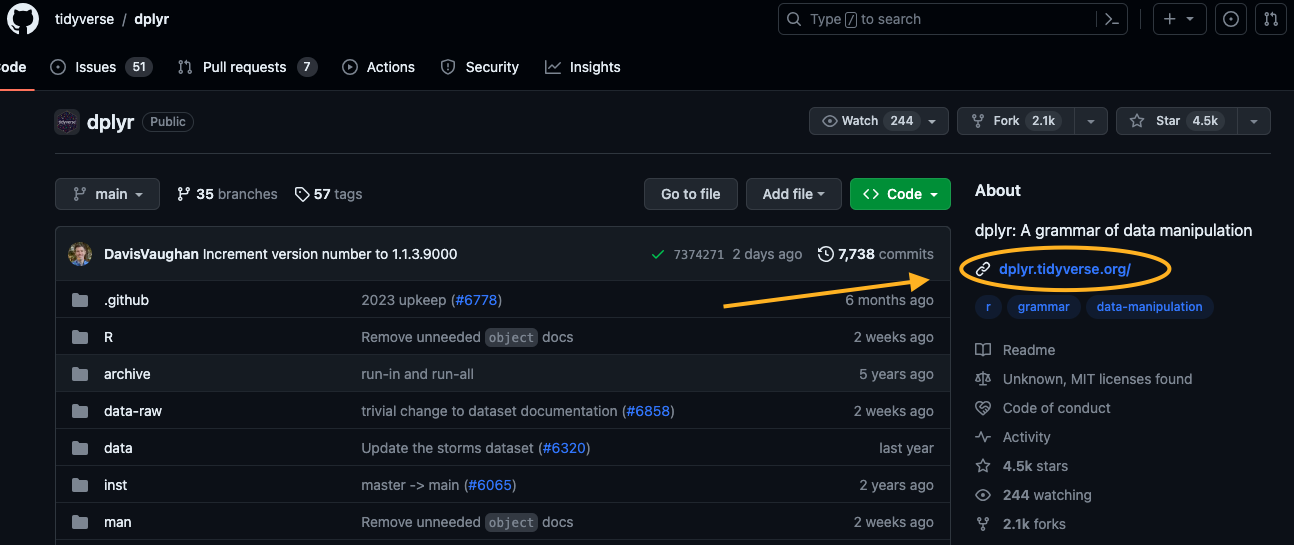 tidyverse / dplyr
Type / to search
ode
Issues 51
Pull requests 7
Actions
Security
Insights
dplyr Public
Watch 244
Fork 2.1k
Star 4.5k
main
35 branches
57 tags
Go to file
Add file
<> Code
About
dplyr: A grammar of data manipulation
dplyr.tidyverse.org/
r grammar data-manipulation
Readme
Unknown, MIT licenses found
Code of conduct
Activity
4.5k stars
244 watching
2.1k forks
DavisVaughan Increment version number to 1.1.3.9000 7374271 2 days ago 7,738 commits
.github 2023 upkeep (#6778) 6 months ago
R Remove unneeded object docs 2 weeks ago
archive run-in and run-all 5 years ago
data-raw trivial change to dataset documentation (#6858) 2 weeks ago
data Update the storms dataset (#6320) last year
inst master -> main (#6065) 2 years ago
man Remove unneeded object docs 2 weeks ago